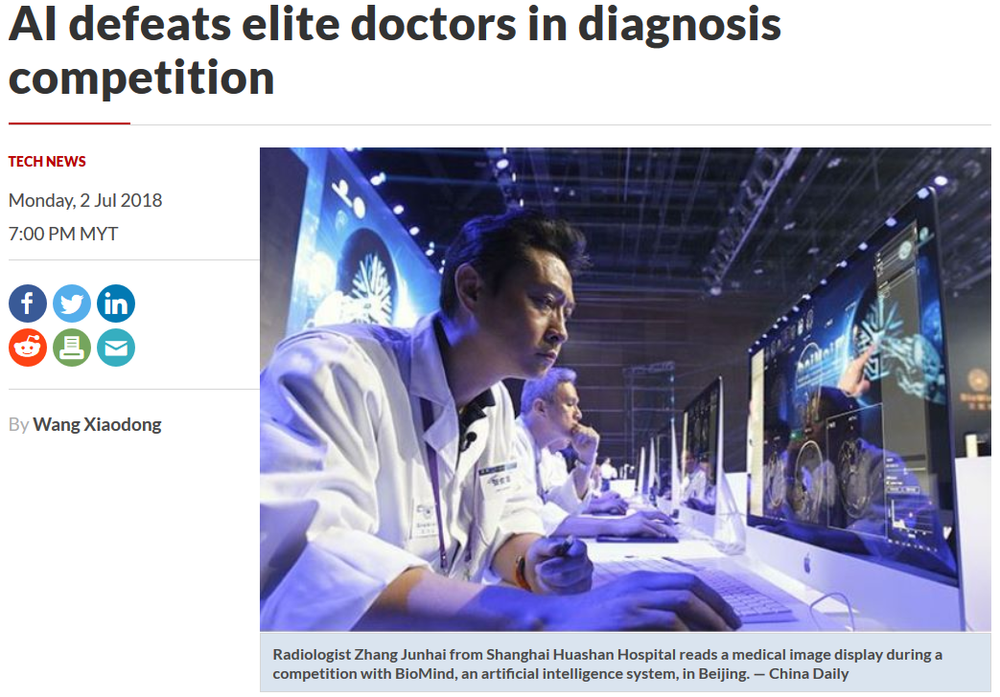 AI defeats elite doctors in diagnosis
competition
TECH NEWS
Monday, 2 Jul 2018
7:00 PM MYT
By Wang Xiaodong
Radiologist Zhang Junhai from Shanghai Huashan Hospital reads a medical image display during a
competition with BioMind, an artificial intelligence system, in Beijing. — China Daily